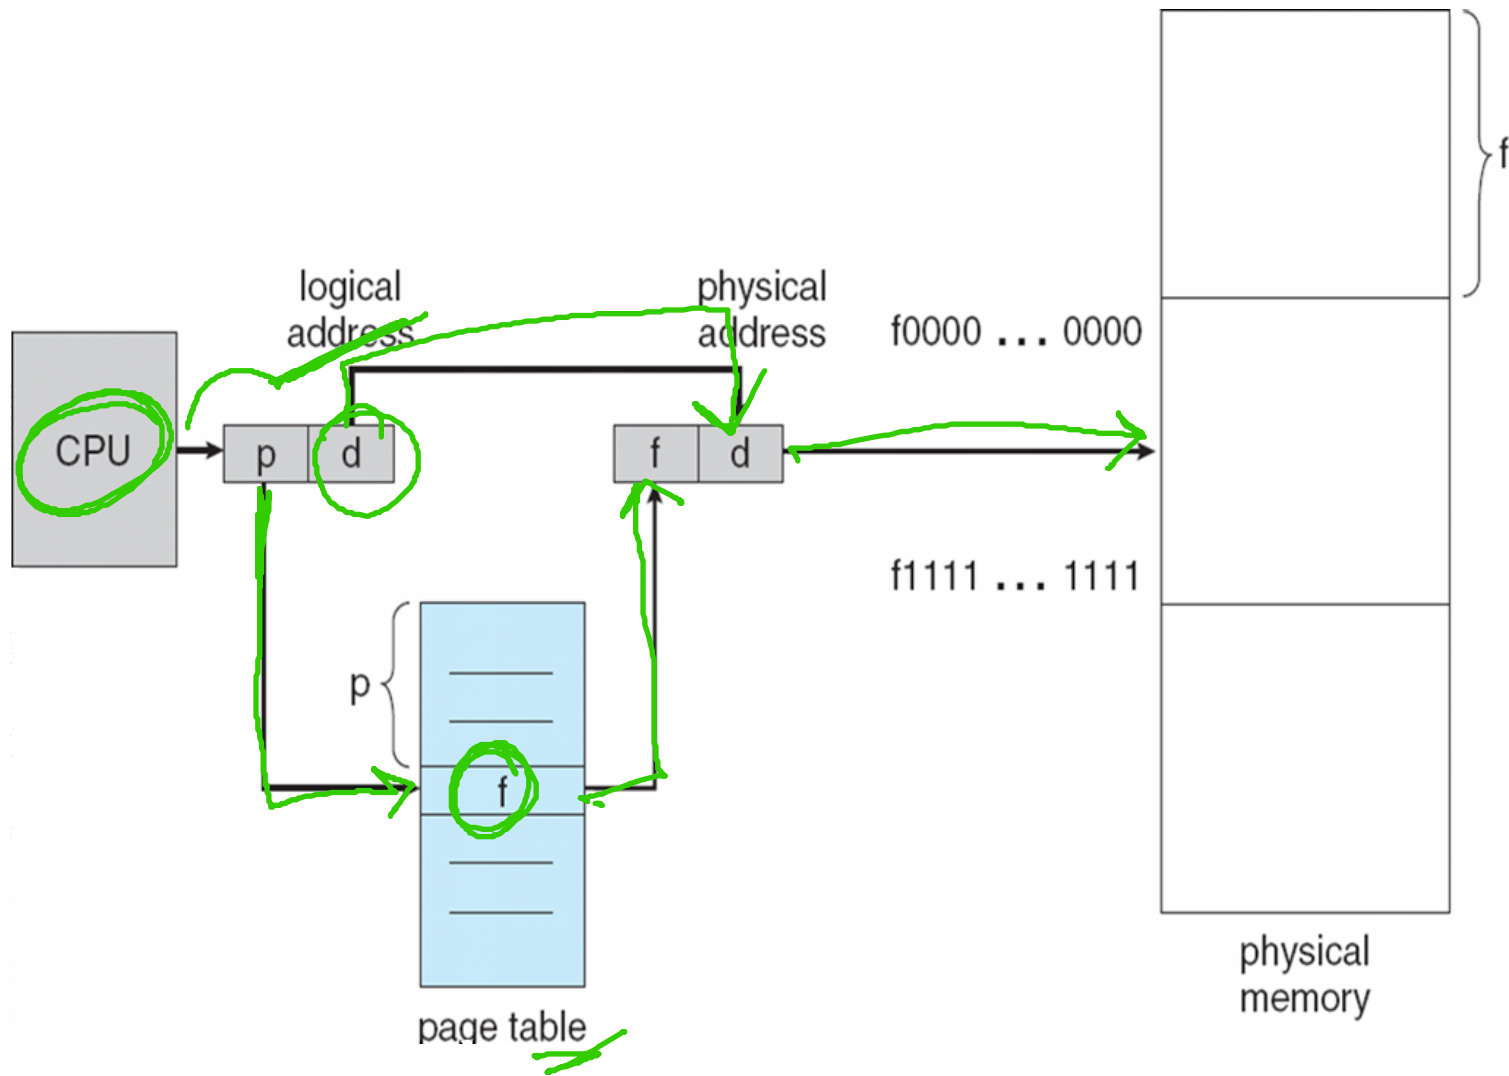 logical
address
physical
address
f0000 ... 0000
f
CPU
p
d
f
d
f1111 ... 1111
p
f
page table
physical
memory